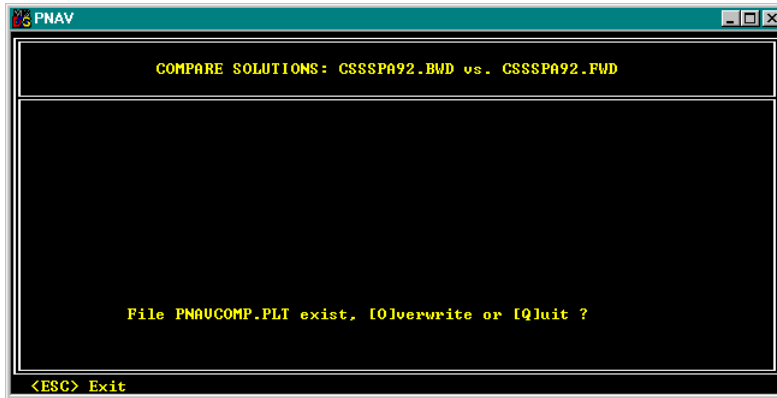 PNAV
COMPARE SOLUTIONS: CSSSPA92.BWD vs. CSSSPA92.FWD
File PNAVCOMP.PLT exist, [O]verwrite or [Q]uit ?
<ESC> Exit